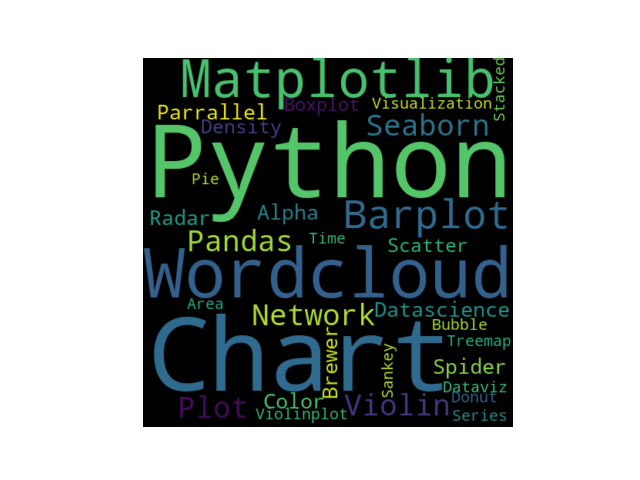 Matplotlib
Stacked
Parrallel
Boxplot
Visualization
Density
Seaborn
Python
Pie
Radar
Alpha
Barplot
Pandas
Time
Scatter
Wordcloud
Area
Network
Datascience
Chart
Bubble
Treemap
Brewer
Sankey
Spider
Dataviz
Plot
Color
Violin
Donut
Violinplot
Series